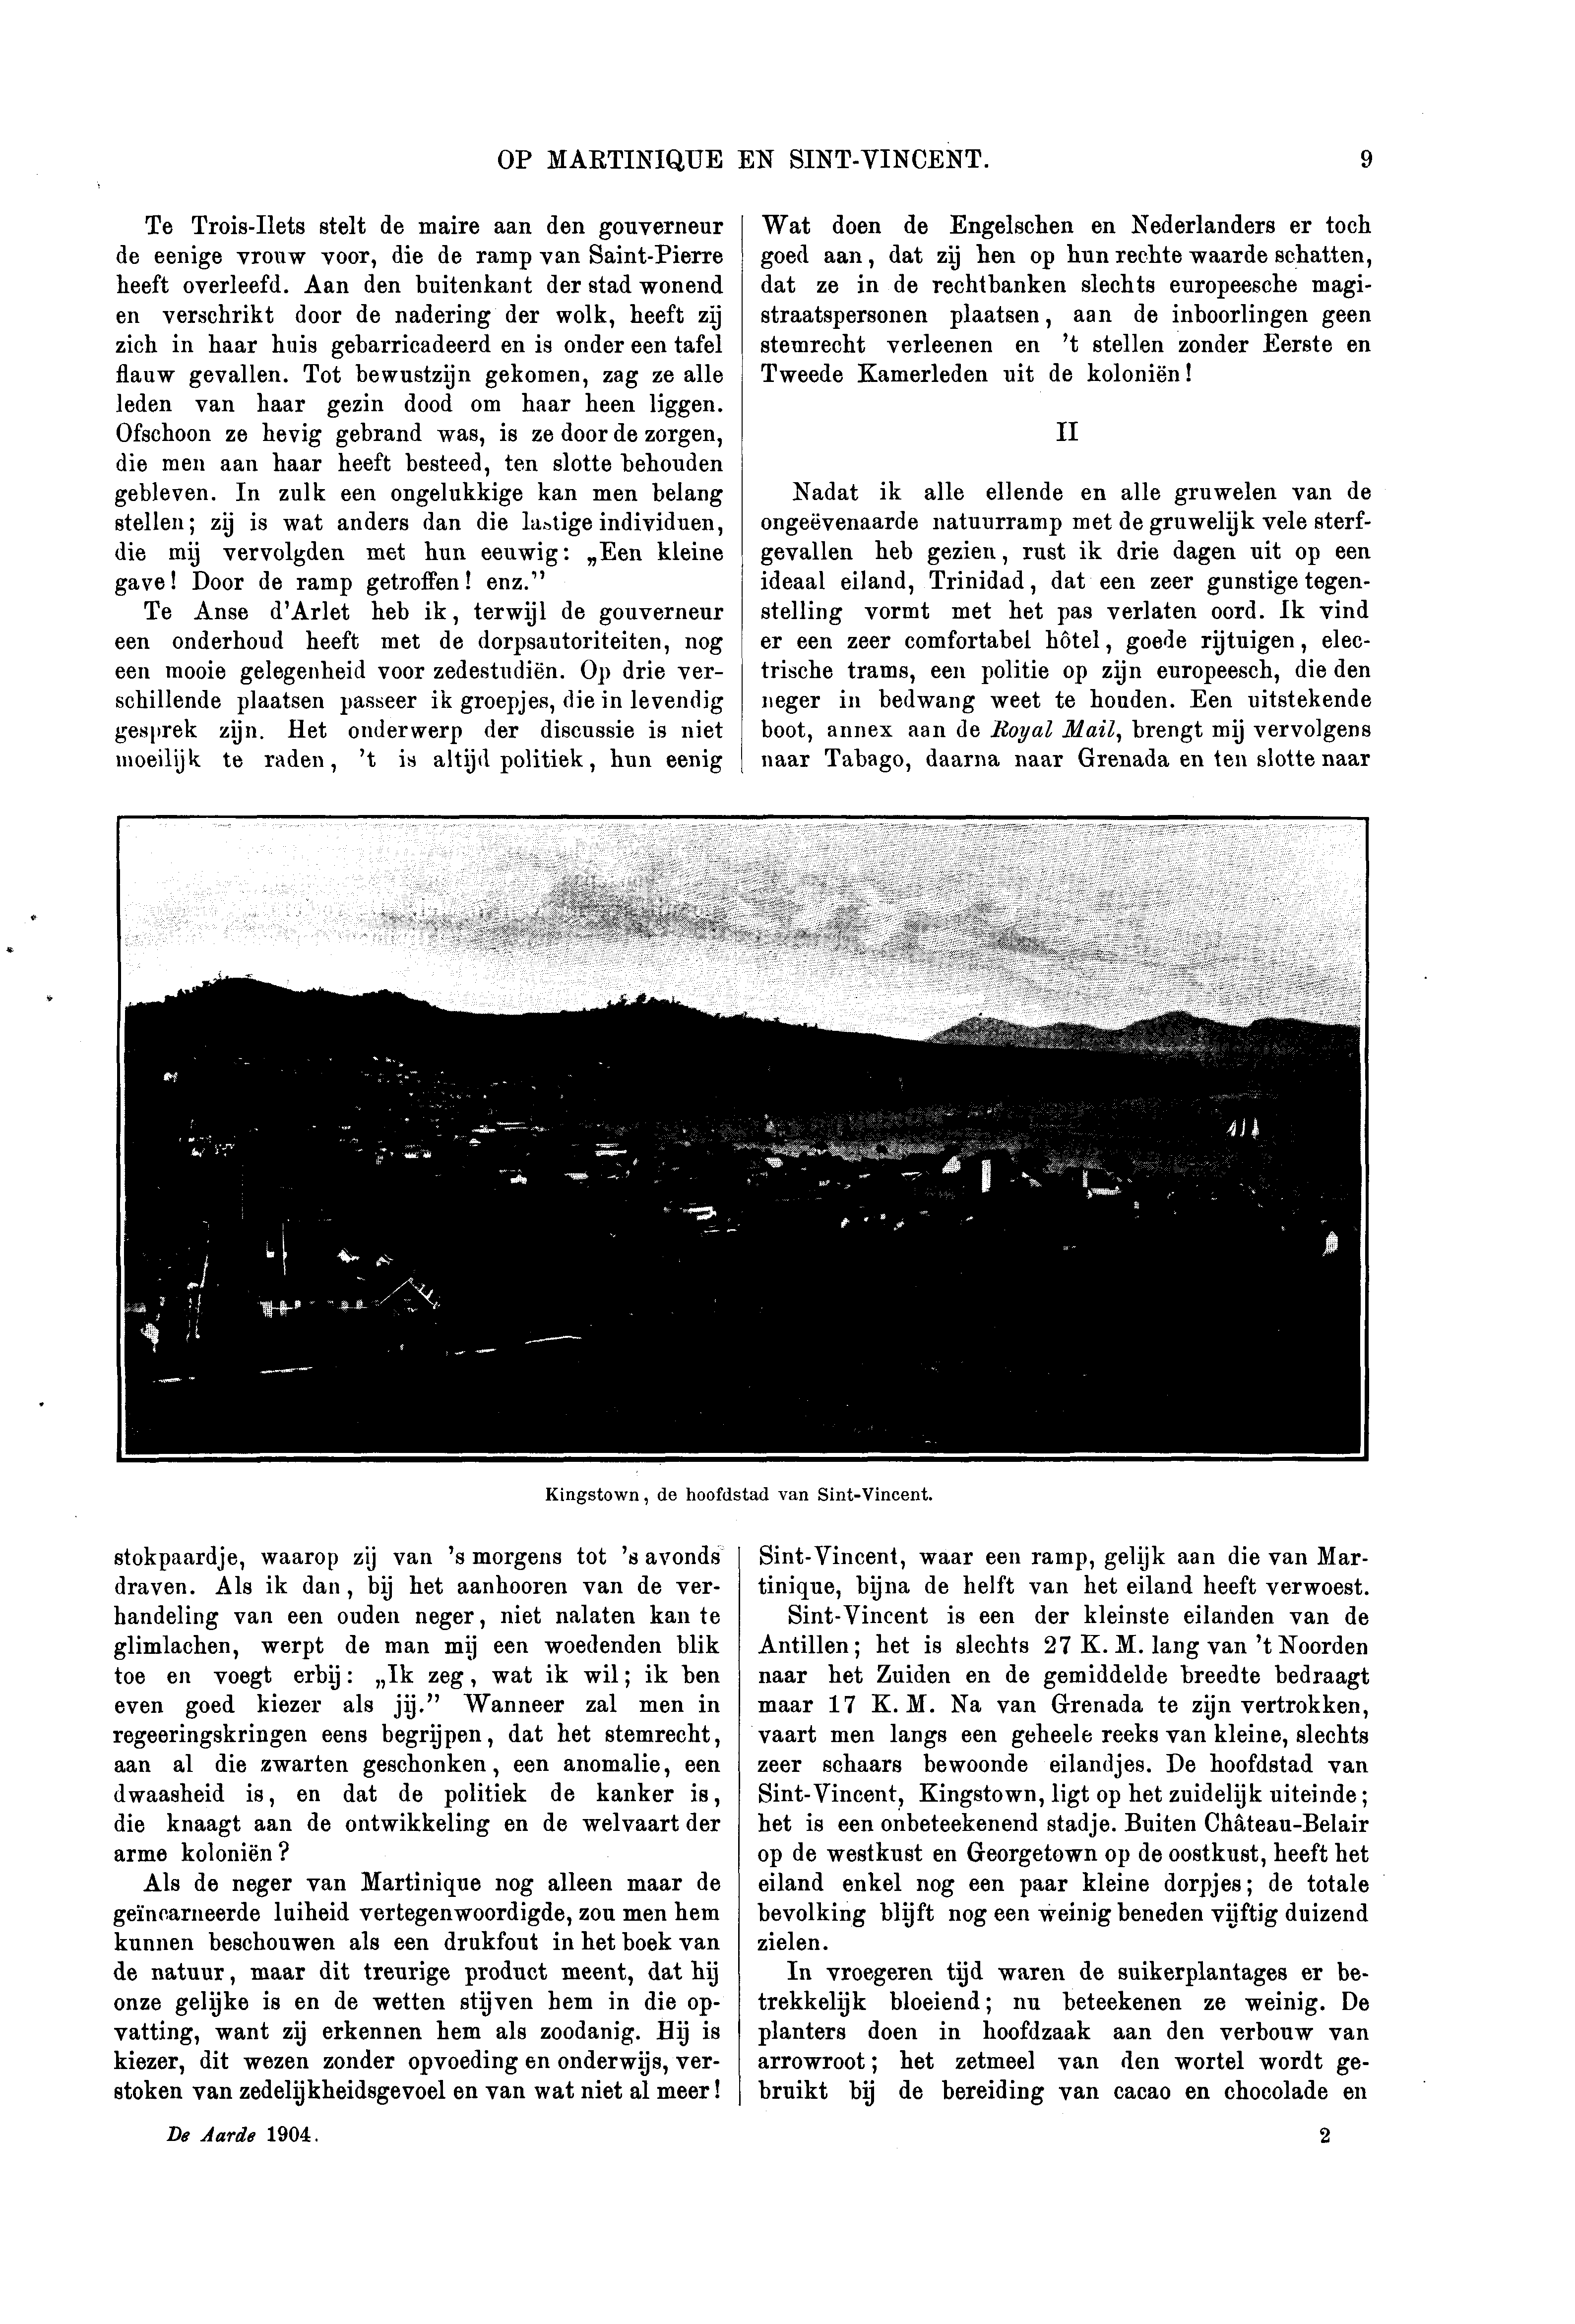 OP MARTINIQUE EN SINT-VINCENT. 9
Te Trois-Ilets stelt de maire aan den gouverneur
de eenige vrouw voor, die de ramp van Saint-Pierre
heeft overleefd. Aan den buitenkant der stad wonend
en verschrikt door de nadering der wolk, heeft zij
zich in haar huis gebarricadeerd en is onder een tafel
flauw gevallen. Tot bewustzijn gekomen, zag ze alle
leden van haar gezin dood om haar heen liggen.
Ofschoon ze hevig gebrand was, is ze door de zorgen,
die men aan haar heeft besteed, ten slotte behouden
gebleven. In zulk een ongelukkige kan men belang
stellen; zij is wat anders dan die lastige individuen,
die mij vervolgden met hun eeuwig: „Een kleine
gave! Door de ramp getroffen! enz."
Te Anse d'Arlet heb ik, terwijl de gouverneur
een onderhoud heeft met de dorpsautoriteiten, nog
een mooie gelegenheid voor zedestudiën. Op drie ver-
schillende plaatsen passeer ik groepjes, die in levendig
gesprek zijn. Het onderwerp der discussie is niet
moeilijk te raden, 't is altijd politiek, hun eenig
stokpaardje, waarop zij van 's morgens tot 's avonds
draven. Als ik dan, bij het aanhooren van de ver-
handeling van een ouden neger, niet nalaten kan te
glimlachen, werpt de man mij een woedenden blik
toe en voegt erbij: „Ik zeg, wat ik wil; ik ben
even goed kiezer als jij." Wanneer zal men in
regeeringskringen eens begrijpen, dat het stemrecht,
aan al die zwarten geschonken, een anomalie, een
dwaasheid is, en dat de politiek de kanker is,
die knaagt aan de ontwikkeling en de welvaart der
arme koloniën?
Als de neger van Martinique nog alleen maar de
geïncarneerde luiheid vertegenwoordigde, zou men hem
kunnen beschouwen als een drukfout in het boek van
de natuur, maar dit treurige product meent, dat hij
onze gelijke is en de wetten stijven hem in die op-
vatting, want zij erkennen hem als zoodanig. Hij is
kiezer, dit wezen zonder opvoeding en onderwijs, ver-
stoken van zedelijkheidsgevoel en van wat niet al meer!
Wat doen de Engelschen en Nederlanders er toch
goed aan, dat zij hen op hun rechte waarde schatten,
dat ze in de rechtbanken slechts europeesche magi-
straatspersonen plaatsen, aan de inboorlingen geen
stemrecht verleenen en 't stellen zonder Eerste en
Tweede Kamerleden uit de koloniën!
II
Nadat ik alle ellende en alle gruwelen van de
ongeëvenaarde natuurramp met de gruwelijk vele sterf-
gevallen heb gezien, rust ik drie dagen uit op een
ideaal eiland, Trinidad, dat een zeer gunstige tegen-
stelling vormt met het pas verlaten oord. Ik vind
er een zeer comfortabel hôtel, goede rijtuigen, elec-
trische trams, een politie op zijn europeesch, die den
neger in bedwang weet te houden. Een uitstekende
boot, annex aan de Royal Mail, brengt mij vervolgens
naar Tabago, daarna naar Grenada en ten slotte naar
Sint-Vincent, waar een ramp, gelijk aan die van Mar-
tinique, bijna de helft van het eiland heeft verwoest.
Sint-Vincent is een der kleinste eilanden van de
Antillen; het is slechts 27 K. M. lang van 't Noorden
naar het Zuiden en de gemiddelde breedte bedraagt
maar 17 K. M. Na van Grenada te zijn vertrokken,
vaart men langs een geheele reeks van kleine, slechts
zeer schaars bewoonde eilandjes. De hoofdstad van
Sint-Vincent, Kingstown, ligt op het zuidelijk uiteinde;
het is een onbeteekenend stadje. Buiten Château-Belair
op de westkust en Georgetown op de oostkust, heeft het
eiland enkel nog een paar kleine dorpjes; de totale
bevolking blijft nog een weinig beneden vijftig duizend
zielen.
In vroegeren tijd waren de suikerplantages er be-
trekkelijk bloeiend; nu beteekenen ze weinig. De
planters doen in hoofdzaak aan den verbouw van
arrowroot; het zetmeel van den wortel wordt ge-
bruikt bij de bereiding van cacao en chocolade en
Kingstown, de hoofdstad van Sint-Vincent.
De Aarde 1904. 2